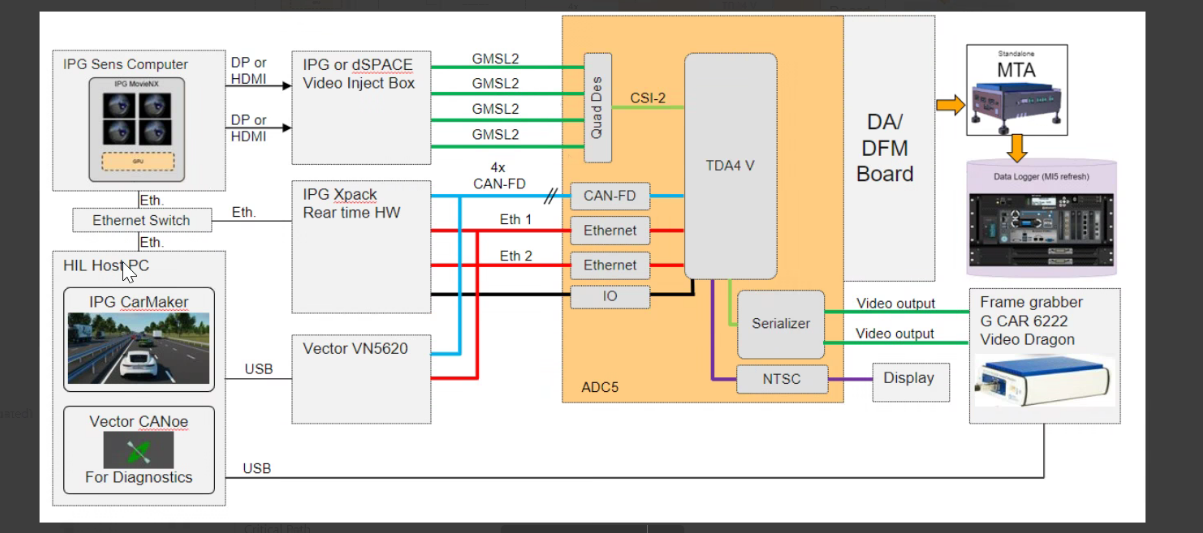 IPG Sens Computer
IPG MovieNX
GPU
DP or
HDMI
DP or
HDMI
IPG or dSPACE
Video Inject Box
GMSL2
GMSL2
GMSL2
GMSL2
Quad Des
CSI-2
TDA4 V
DA/
DFM
Board
Standalone
MTA
Data Logger (MI5 refresh)
Eth.
Ethernet Switch
Eth.
Eth.
IPG Xpack
Rear time HW
4x
CAN-FD
CAN-FD
Eth 1
Ethernet
Eth 2
Ethernet
IO
HIL Host PC
IPG CarMaker
Vector VN5620
USB
Serializer
Video output
Video output
Frame grabber
G CAR 6222
Video Dragon
ADC5
NTSC
Display
Vector CANoe
For Diagnostics
USB